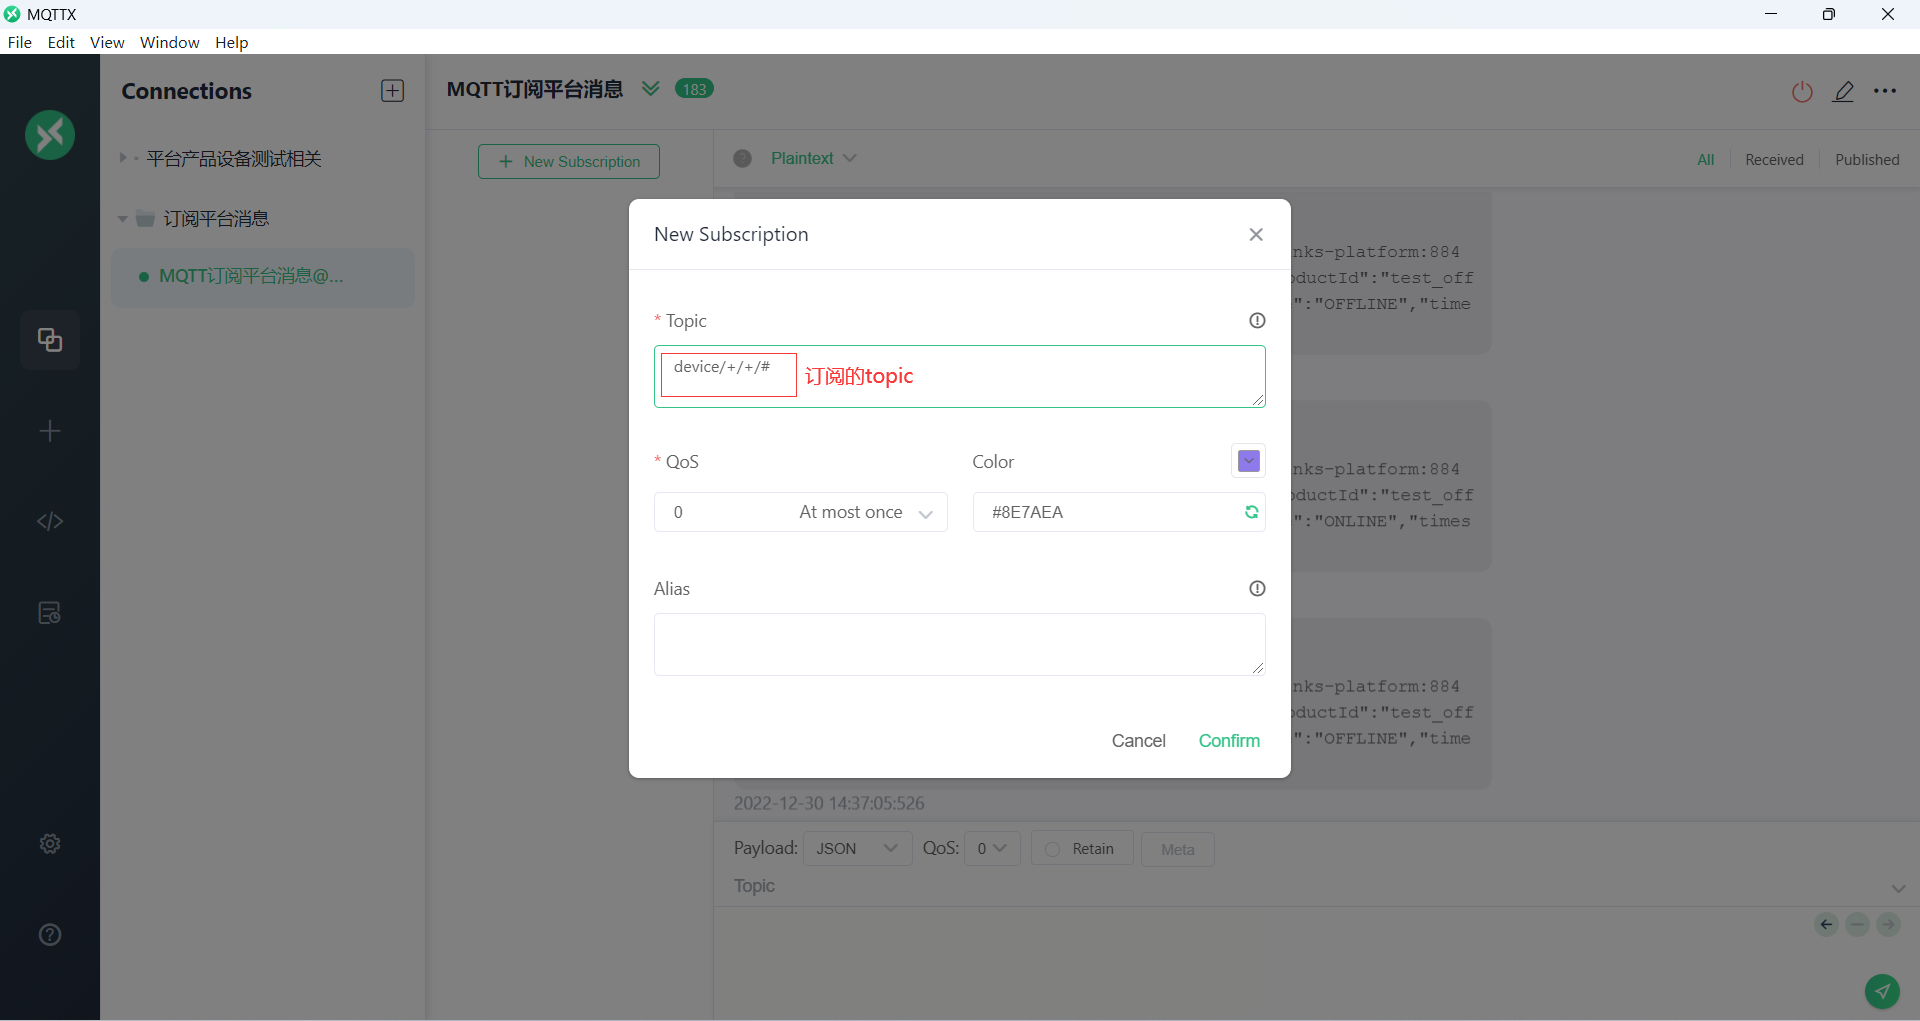 MQTTX
File Edit View Window Help
Connections
平台产品设备测试相关
订阅平台消息
MQTT订阅平台消息@...
MQTT订阅平台消息 183
New Subscription
Plaintext
All Received Published
nks-platform:884
ductId":"test_off
":"OFFLINE","time
nks-platform:884
ductId":"test_off
":"ONLINE","times
nks-platform:884
ductId":"test_off
":"OFFLINE","time
2022-12-30 14:37:05:526
New Subscription
* Topic
device/+/+/# 订阅的topic
* QoS Color
0 At most once #8E7AEA
Alias
Cancel Confirm
Payload: JSON QoS: 0 Retain Meta
Topic